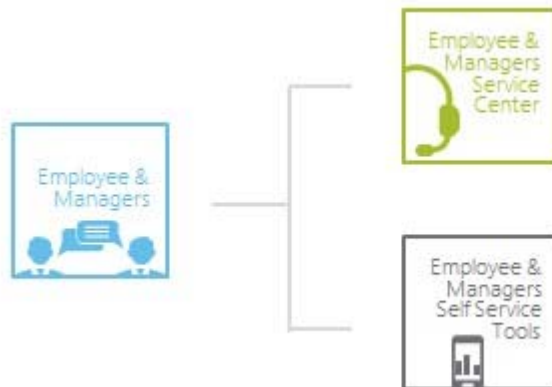 Employee &
Managers
Employee &
Managers
Service
Center
Employee &
Managers
Self Service
Tools